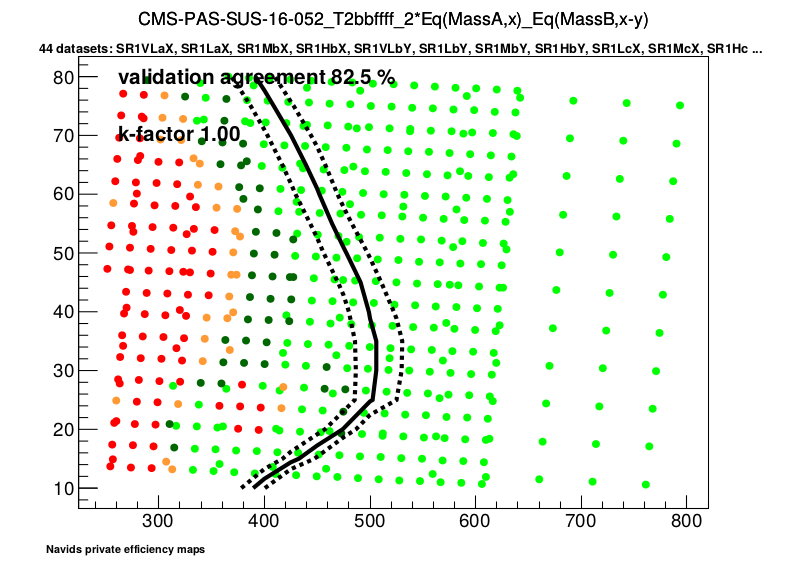 CMS-PAS-SUS-16-052_T2bbffff_2*Eq(MassA,x)_Eq(MassB,x-y)
44 datasets: SR1VLaX, SR1LaX, SR1MbX, SR1HbX, SR1VLbY, SR1LbY, SR1MbY, SR1HbY, SR1LcX, SR1McX, SR1Hc ...
80
validation agreement 82.5 %
70
k-factor 1.00
60
50
40
30
20
10
300 400 500 600 700 800
Navids private efficiency maps